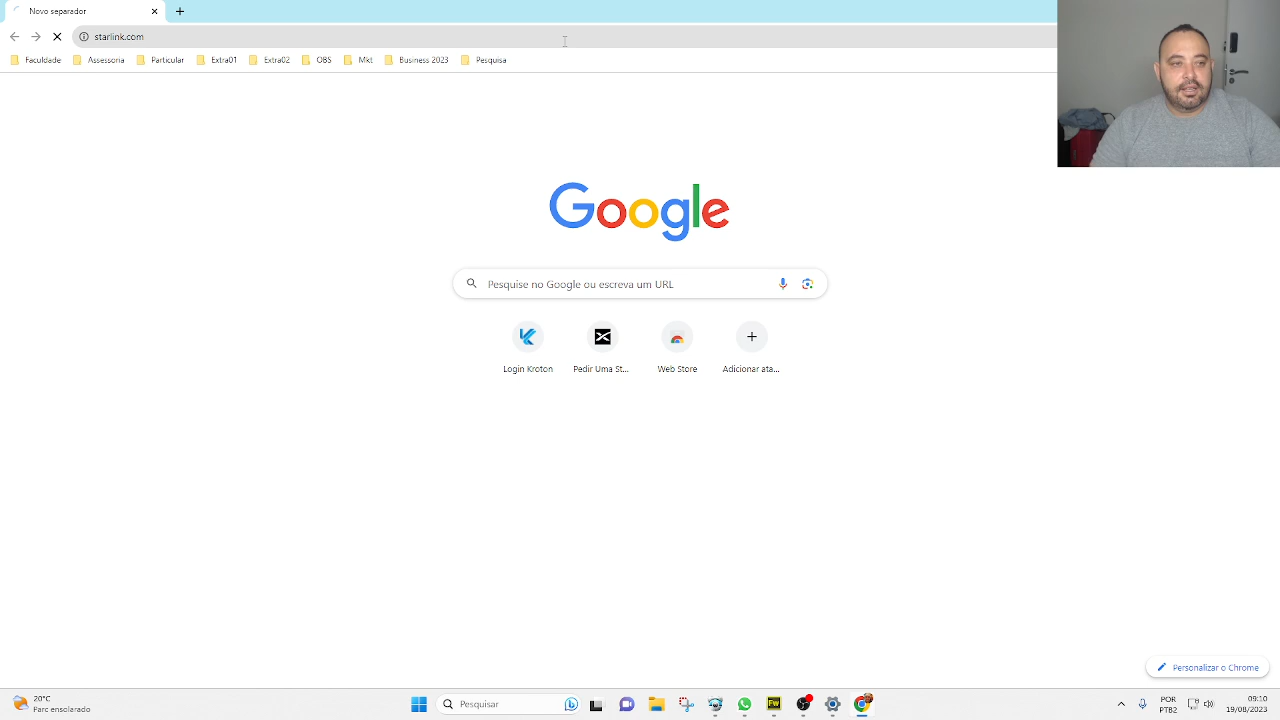 Novo separador
starlink.com
Faculdade Assessoria Particular Extra01 Extra02 OBS Mkt Business 2023 Pesquisa
Google
Pesquise no Google ou escreva um URL
Login Kroton Pedir Uma St... Web Store Adicionar ata...
Personalizar o Chrome
20°C
Parc ensolarado
Pesquisar
Fw
POR
PTB2
09:10
19/08/2023